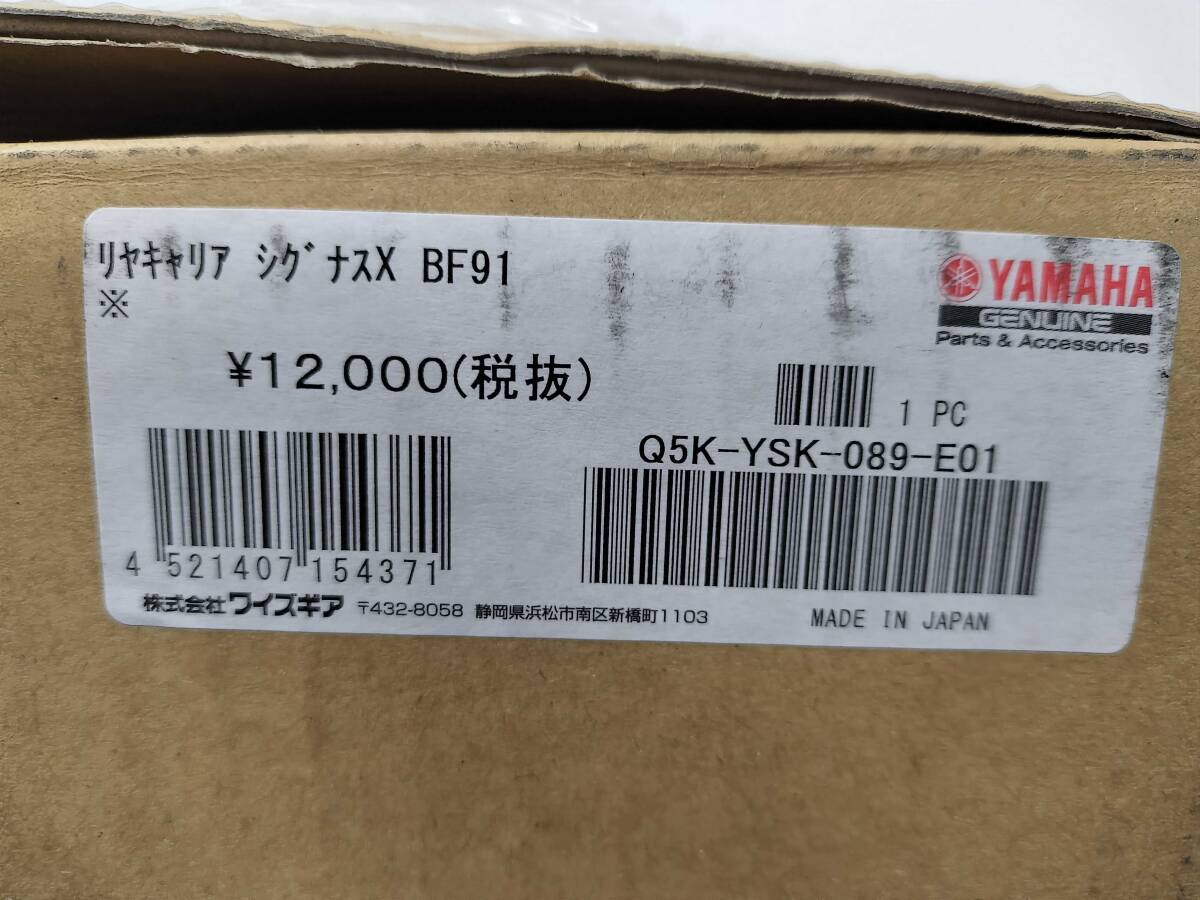 ﾘﾔｷｬﾘｱ ｼｸﾞﾅｽX BF91
※
YAMAHA
GENUINE
Parts & Accessories
¥12,000(税抜)
1 PC
Q5K-YSK-089-E01
4 521407 154371
株式会社 ワイズギア 〒432-8058 静岡県浜松市南区新橋町1103
MADE IN JAPAN